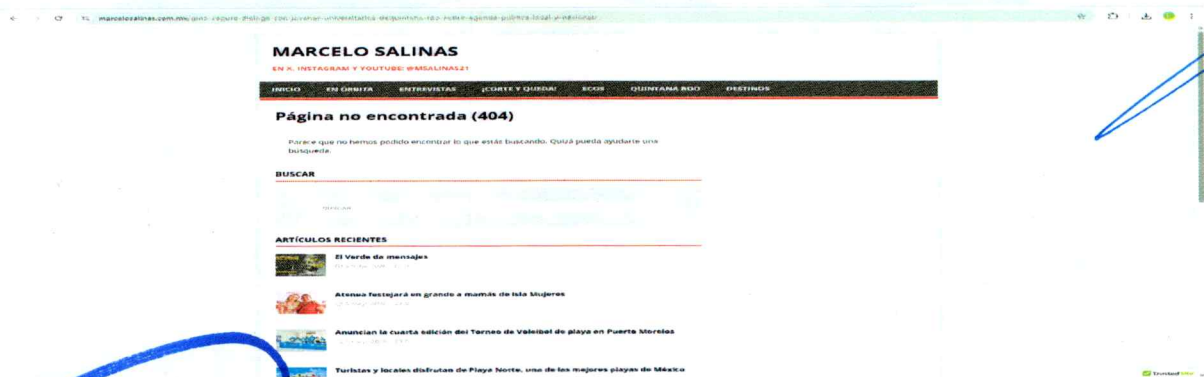 marcelosalinas.com.mx
MARCELO SALINAS
EN X, INSTAGRAM Y YOUTUBE: @MSALINAS21
INICIO EN ÓRBITA ENTREVISTAS ¡CORTE Y QUEDA! ECOS QUINTANA ROO DESTINOS
Página no encontrada (404)
Parece que no hemos podido encontrar lo que estás buscando. Quizá pueda ayudarte una
búsqueda.
BUSCAR
ARTÍCULOS RECIENTES
El Verde da mensajes
Atenea festejará en grande a mamás de Isla Mujeres
Anuncian la cuarta edición del Torneo de Voleibol de playa en Puerto Morelos
Turistas y locales disfrutan de Playa Norte, una de las mejores playas de México